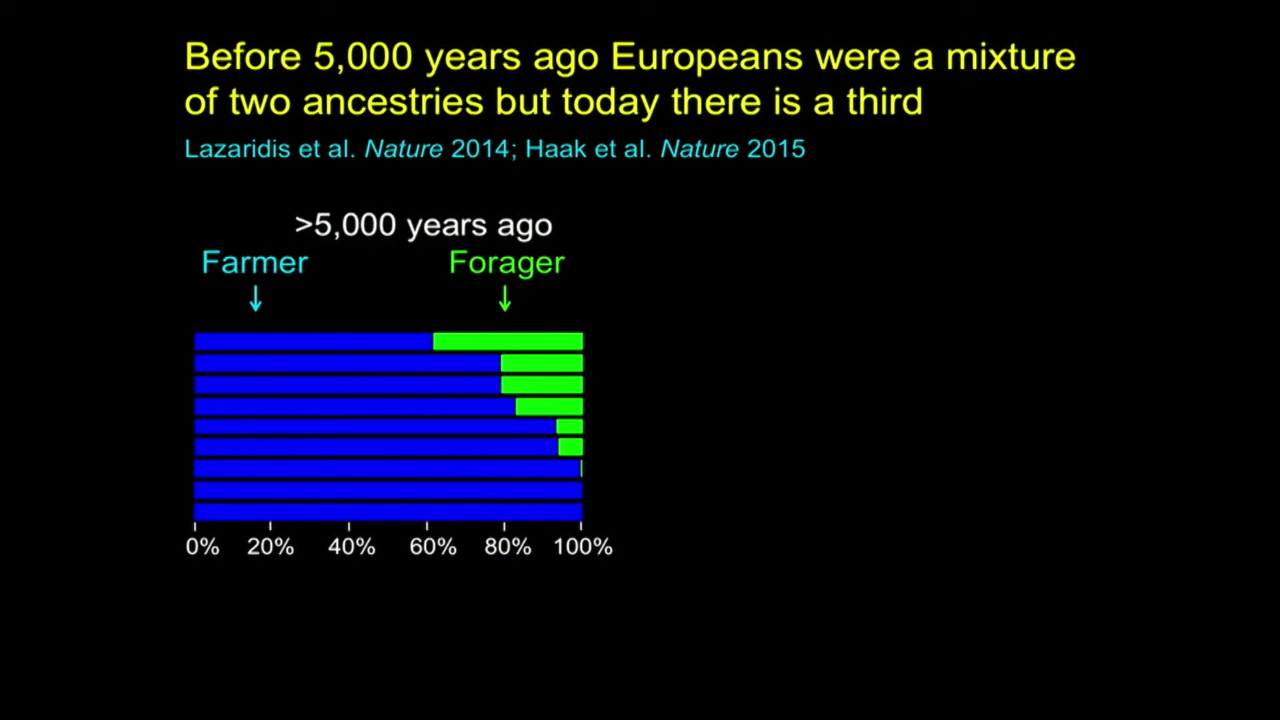 Before 5,000 years ago Europeans were a mixture
of two ancestries but today there is a third
Lazaridis et al. Nature 2014; Haak et al. Nature 2015
>5,000 years ago
Farmer Forager
0% 20% 40% 60% 80% 100%